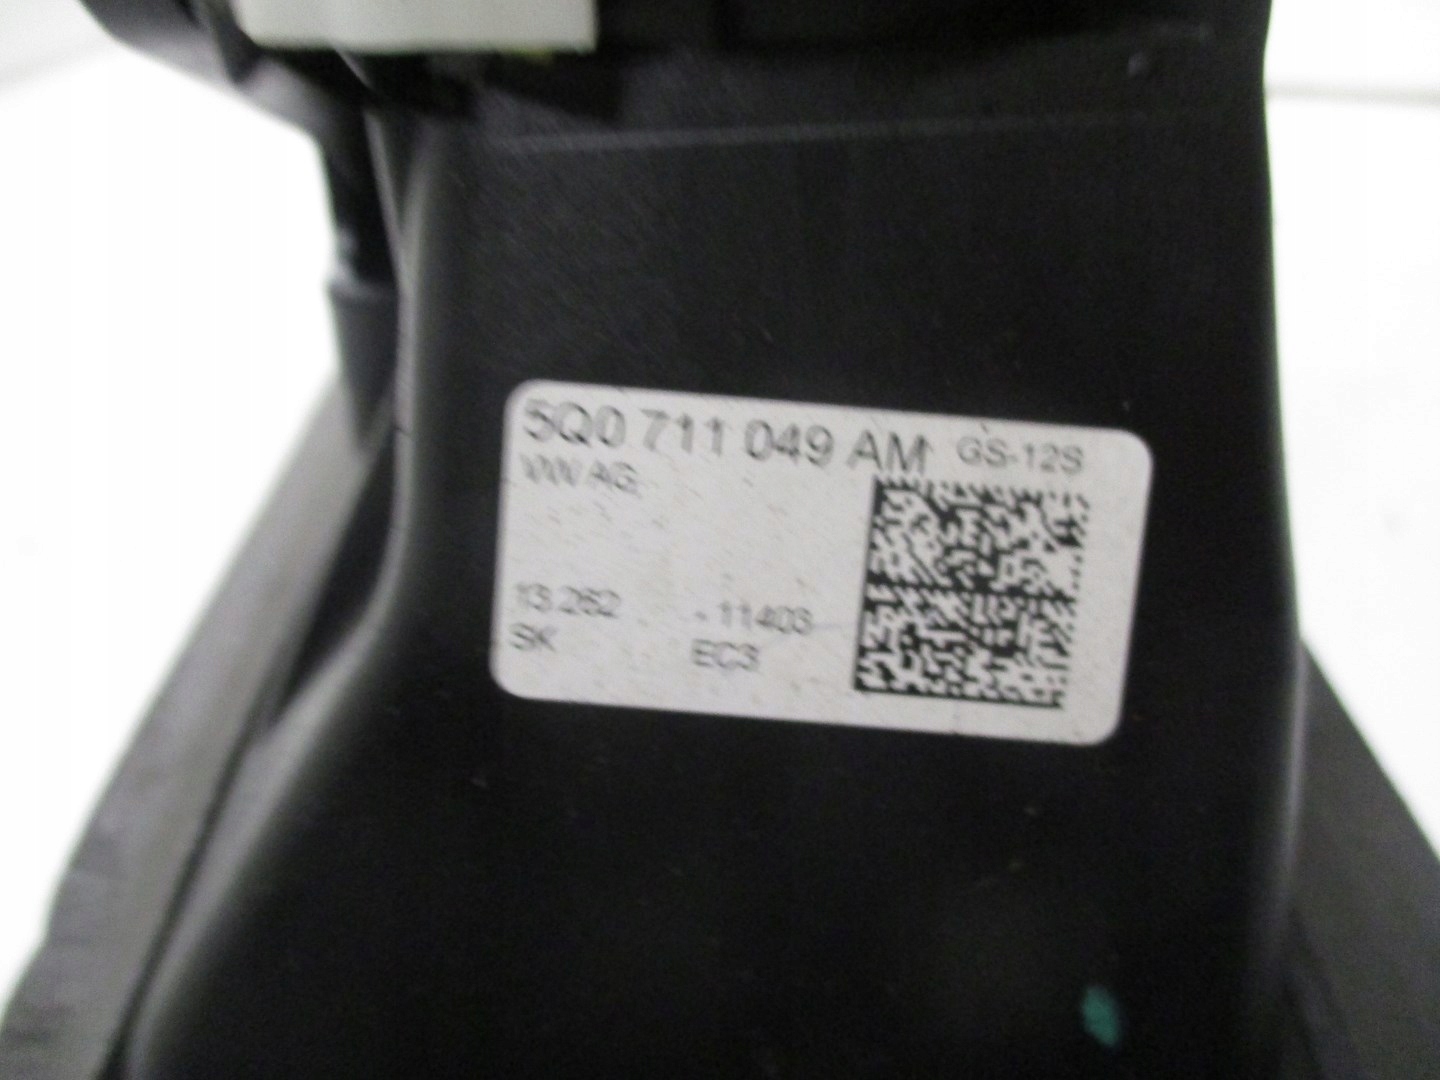 5Q0 711 049 AM GS-12S
VW AG
13.262 - 11403
SK EC3